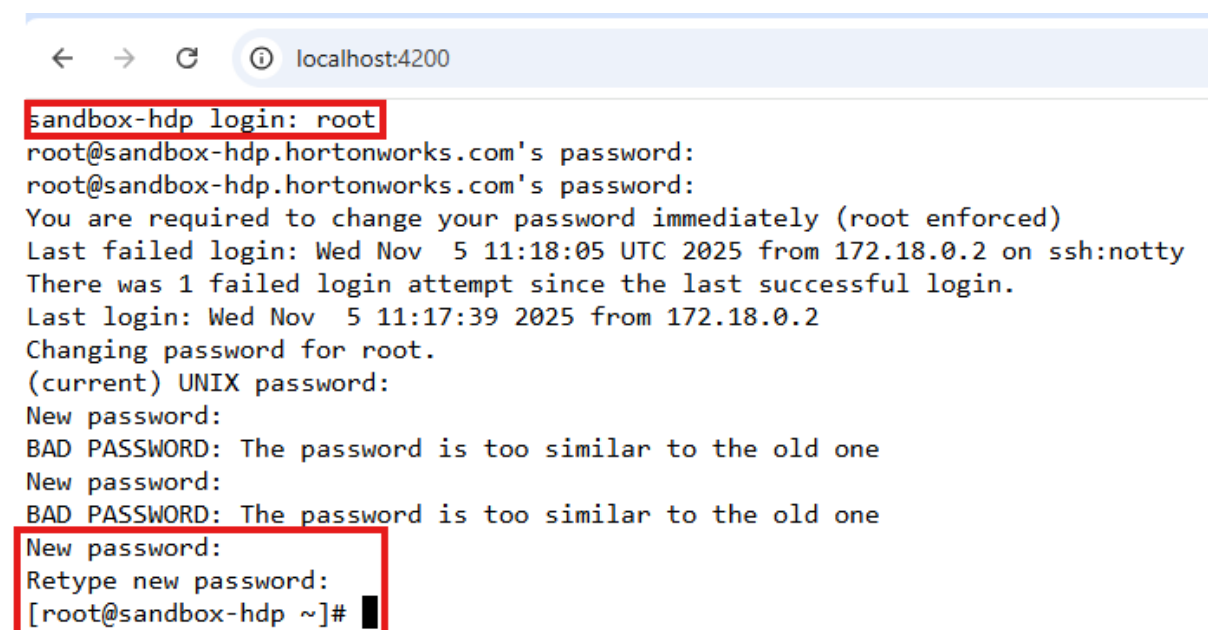 localhost:4200
sandbox-hdp login: root
root@sandbox-hdp.hortonworks.com's password:
root@sandbox-hdp.hortonworks.com's password:
You are required to change your password immediately (root enforced)
Last failed login: Wed Nov  5 11:18:05 UTC 2025 from 172.18.0.2 on ssh:notty
There was 1 failed login attempt since the last successful login.
Last login: Wed Nov  5 11:17:39 2025 from 172.18.0.2
Changing password for root.
(current) UNIX password:
New password:
BAD PASSWORD: The password is too similar to the old one
New password:
BAD PASSWORD: The password is too similar to the old one
New password:
Retype new password:
[root@sandbox-hdp ~]#